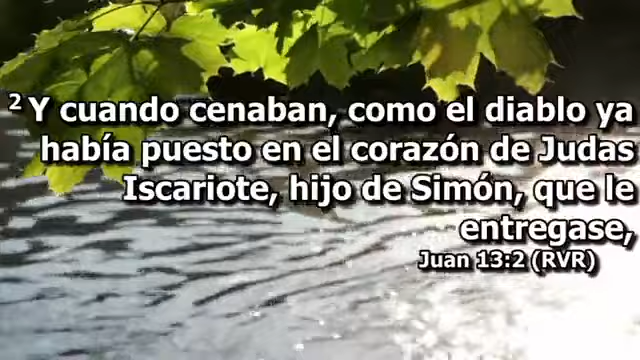 2 Y cuando cenaban, como el diablo ya
había puesto en el corazón de Judas
Iscariote, hijo de Simón, que le
entregase,
Juan 13:2 (RVR)